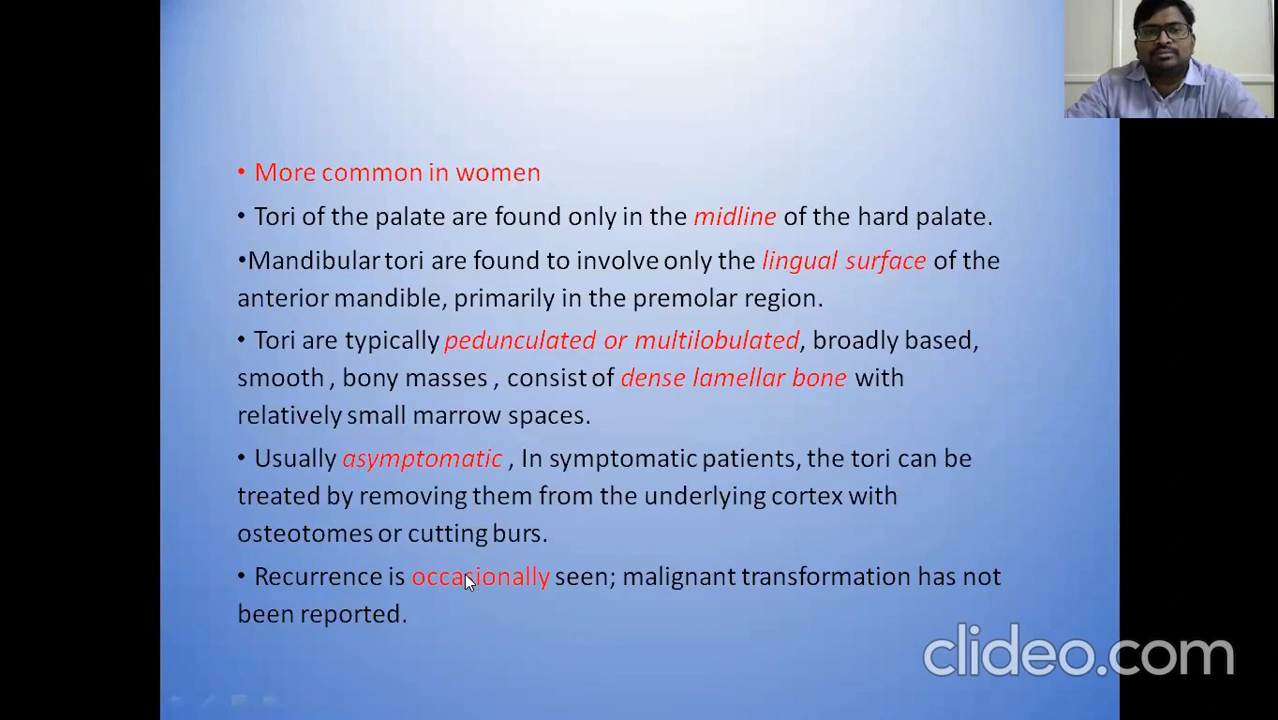 • More common in women
• Tori of the palate are found only in the midline of the hard palate.
•Mandibular tori are found to involve only the lingual surface of the
anterior mandible, primarily in the premolar region.
• Tori are typically pedunculated or multilobulated, broadly based,
smooth , bony masses , consist of dense lamellar bone with
relatively small marrow spaces.
• Usually asymptomatic , In symptomatic patients, the tori can be
treated by removing them from the underlying cortex with
osteotomes or cutting burs.
• Recurrence is occasionally seen; malignant transformation has not
been reported.
clideo.com